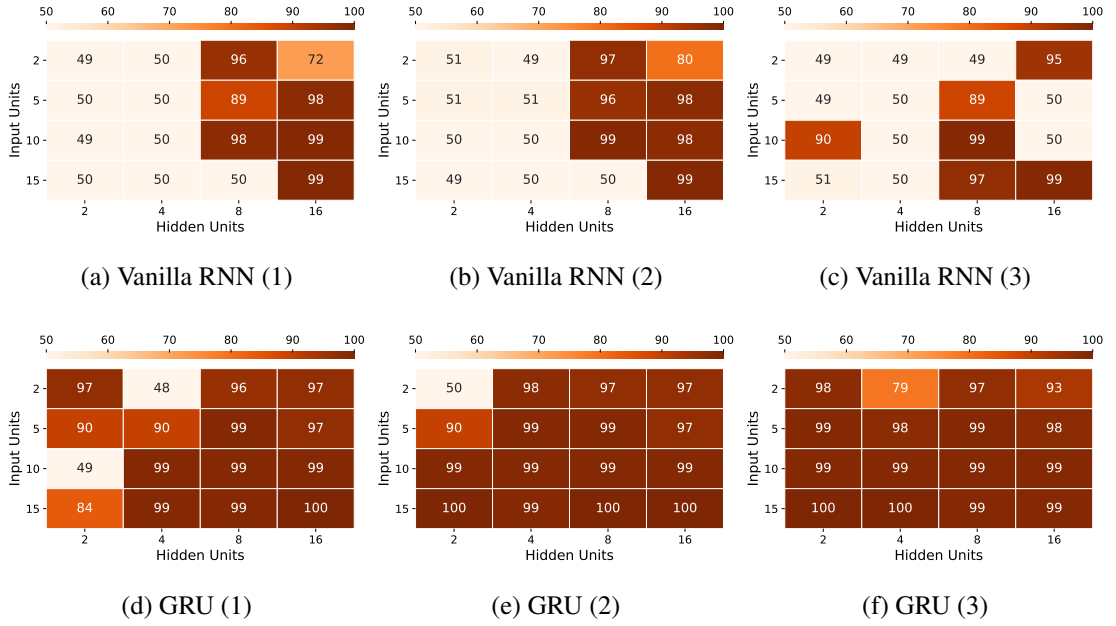 50 60 70 80 90 100
Input Units
2 49 50 96 72
5 50 50 89 98
10 49 50 98 99
15 50 50 50 99
2 4 8 16
Hidden Units
(a) Vanilla RNN (1)
50 60 70 80 90 100
Input Units
2 51 49 97 80
5 51 51 96 98
10 50 50 99 98
15 49 50 50 99
2 4 8 16
Hidden Units
(b) Vanilla RNN (2)
50 60 70 80 90 100
Input Units
2 49 49 49 95
5 49 50 89 50
10 90 50 99 50
15 51 50 97 99
2 4 8 16
Hidden Units
(c) Vanilla RNN (3)
50 60 70 80 90 100
Input Units
2 97 48 96 97
5 90 90 99 97
10 49 99 99 99
15 84 99 99 100
2 4 8 16
Hidden Units
(d) GRU (1)
50 60 70 80 90 100
Input Units
2 50 98 97 97
5 90 99 99 97
10 99 99 99 99
15 100 99 100 100
2 4 8 16
Hidden Units
(e) GRU (2)
50 60 70 80 90 100
Input Units
2 98 79 97 93
5 99 98 99 98
10 99 99 99 99
15 100 100 99 99
2 4 8 16
Hidden Units
(f) GRU (3)